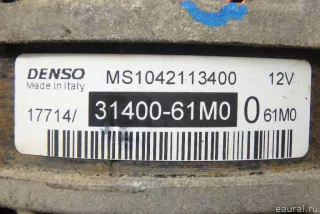 DENSO MS1042113400 12V
Made in Italy
17714/ 31400-61M0 0 61M0
© eaural.ru